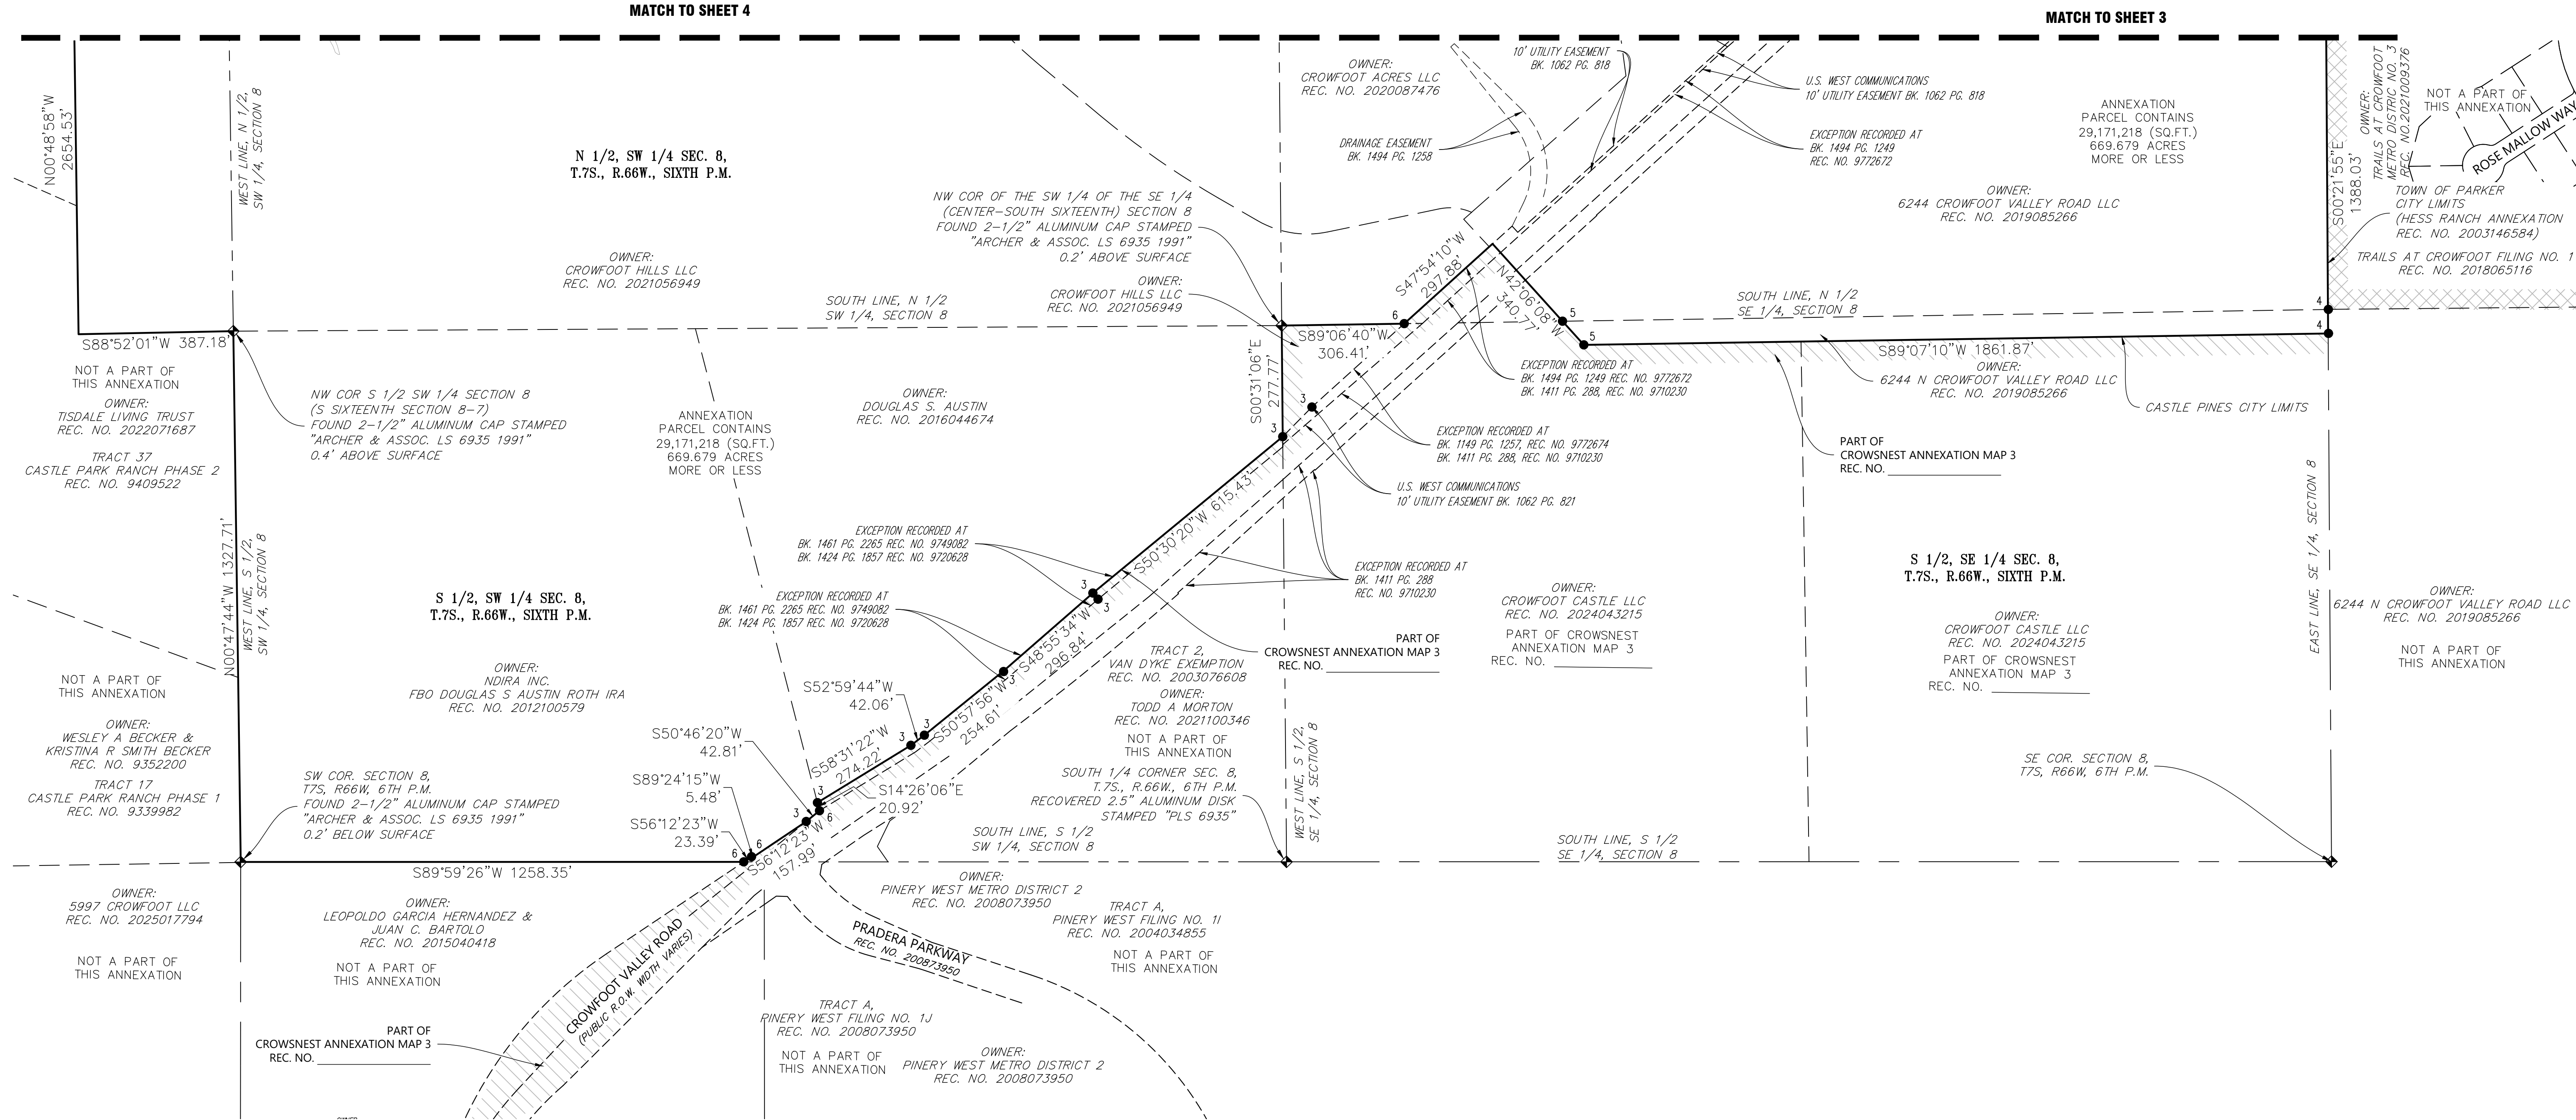 MATCH TO SHEET 4
MATCH TO SHEET 3
N00°48'58"W
2654.53'
WEST LINE, N 1/2,
SW 1/4, SECTION 8
N 1/2, SW 1/4 SEC. 8,
T.7S., R.66W., SIXTH P.M.
OWNER:
CROWFOOT HILLS LLC
REC. NO. 2021056949
OWNER:
CROWFOOT ACRES LLC
REC. NO. 2020087476
10' UTILITY EASEMENT
BK. 1062 PG. 818
DRAINAGE EASEMENT
BK. 1494 PG. 1258
U.S. WEST COMMUNICATIONS
10' UTILITY EASEMENT BK. 1062 PG. 818
EXCEPTION RECORDED AT
BK. 1494 PG. 1249
REC. NO. 9772672
ANNEXATION
PARCEL CONTAINS
29,171,218 (SQ.FT.)
669.679 ACRES
MORE OR LESS
OWNER:
6244 CROWFOOT VALLEY ROAD LLC
REC. NO. 2019085266
S00°21'55"E
1388.03'
OWNER:
TRAILS AT CROWFOOT
METRO DISTRIC NO. 3
REC. NO.2021009376
NOT A PART OF
THIS ANNEXATION
ROSE MALLOW WAY
TOWN OF PARKER
CITY LIMITS
(HESS RANCH ANNEXATION
REC. NO. 2003146584)
TRAILS AT CROWFOOT FILING NO. 1
REC. NO. 2018065116
NW COR OF THE SW 1/4 OF THE SE 1/4
(CENTER-SOUTH SIXTEENTH) SECTION 8
FOUND 2-1/2" ALUMINUM CAP STAMPED
"ARCHER & ASSOC. LS 6935 1991"
0.2' ABOVE SURFACE
OWNER:
CROWFOOT HILLS LLC
REC. NO. 2021056949
SOUTH LINE, N 1/2
SW 1/4, SECTION 8
S47°54'10"W
297.88'
N42°06'08"W
340.77'
SOUTH LINE, N 1/2
SE 1/4, SECTION 8
6
5
5
4
4
S88°52'01"W 387.18'
S89°06'40"W
306.41'
S00°31'06"E
277.77'
S89°07'10"W 1861.87'
OWNER:
6244 N CROWFOOT VALLEY ROAD LLC
REC. NO. 2019085266
CASTLE PINES CITY LIMITS
EXCEPTION RECORDED AT
BK. 1494 PG. 1249 REC. NO. 9772672
BK. 1411 PG. 288, REC. NO. 9710230
NOT A PART OF
THIS ANNEXATION
OWNER:
TISDALE LIVING TRUST
REC. NO. 2022071687
TRACT 37
CASTLE PARK RANCH PHASE 2
REC. NO. 9409522
NW COR S 1/2 SW 1/4 SECTION 8
(S SIXTEENTH SECTION 8-7)
FOUND 2-1/2" ALUMINUM CAP STAMPED
"ARCHER & ASSOC. LS 6935 1991"
0.4' ABOVE SURFACE
ANNEXATION
PARCEL CONTAINS
29,171,218 (SQ.FT.)
669.679 ACRES
MORE OR LESS
OWNER:
DOUGLAS S. AUSTIN
REC. NO. 2016044674
3
3
EXCEPTION RECORDED AT
BK. 1149 PG. 1257, REC. NO. 9772674
BK. 1411 PG. 288, REC. NO. 9710230
PART OF
CROWSNEST ANNEXATION MAP 3
REC. NO.
U.S. WEST COMMUNICATIONS
10' UTILITY EASEMENT BK. 1062 PG. 821
N00°47'44"W 1327.71'
WEST LINE, S 1/2,
SW 1/4, SECTION 8
S50°30'20"W 615.43'
EXCEPTION RECORDED AT
BK. 1461 PG. 2265 REC. NO. 9749082
BK. 1424 PG. 1857 REC. NO. 9720628
EXCEPTION RECORDED AT
BK. 1461 PG. 2265 REC. NO. 9749082
BK. 1424 PG. 1857 REC. NO. 9720628
EXCEPTION RECORDED AT
BK. 1411 PG. 288
REC. NO. 9710230
S 1/2, SW 1/4 SEC. 8,
T.7S., R.66W., SIXTH P.M.
3
3
S48°55'34"W
296.84'
PART OF
CROWSNEST ANNEXATION MAP 3
REC. NO.
OWNER:
CROWFOOT CASTLE LLC
REC. NO. 2024043215
PART OF CROWSNEST
ANNEXATION MAP 3
REC. NO.
S 1/2, SE 1/4 SEC. 8,
T.7S., R.66W., SIXTH P.M.
OWNER:
CROWFOOT CASTLE LLC
REC. NO. 2024043215
PART OF CROWSNEST
ANNEXATION MAP 3
REC. NO.
EAST LINE, SE 1/4, SECTION 8
OWNER:
6244 N CROWFOOT VALLEY ROAD LLC
REC. NO. 2019085266
NOT A PART OF
THIS ANNEXATION
OWNER:
NDIRA INC.
FBO DOUGLAS S AUSTIN ROTH IRA
REC. NO. 2012100579
NOT A PART OF
THIS ANNEXATION
OWNER:
WESLEY A BECKER &
KRISTINA R SMITH BECKER
REC. NO. 9352200
TRACT 17
CASTLE PARK RANCH PHASE 1
REC. NO. 9339982
SW COR. SECTION 8,
T7S, R66W, 6TH P.M.
FOUND 2-1/2" ALUMINUM CAP STAMPED
"ARCHER & ASSOC. LS 6935 1991"
0.2' BELOW SURFACE
3
S50°57'56"W
254.61'
S52°59'44"W
42.06'
3
3
S58°31'22"W
274.22'
S50°46'20"W
42.81'
S89°24'15"W
5.48'
S56°12'23"W
23.39'
3
S14°26'06"E
20.92'
3
6
6
6
S56°12'23"W
157.99'
TRACT 2,
VAN DYKE EXEMPTION
REC. NO. 2003076608
OWNER:
TODD A MORTON
REC. NO. 2021100346
NOT A PART OF
THIS ANNEXATION
SOUTH 1/4 CORNER SEC. 8,
T.7S., R.66W., 6TH P.M.
RECOVERED 2.5" ALUMINUM DISK
STAMPED "PLS 6935"
WEST LINE, S 1/2,
SE 1/4, SECTION 8
SOUTH LINE, S 1/2
SW 1/4, SECTION 8
SOUTH LINE, S 1/2
SE 1/4, SECTION 8
SE COR. SECTION 8,
T7S, R66W, 6TH P.M.
S89°59'26"W 1258.35'
OWNER:
5997 CROWFOOT LLC
REC. NO. 2025017794
NOT A PART OF
THIS ANNEXATION
OWNER:
LEOPOLDO GARCIA HERNANDEZ &
JUAN C. BARTOLO
REC. NO. 2015040418
NOT A PART OF
THIS ANNEXATION
PART OF
CROWSNEST ANNEXATION MAP 3
REC. NO.
CROWFOOT VALLEY ROAD
(PUBLIC R.O.W. WIDTH VARIES)
OWNER:
PINERY WEST METRO DISTRICT 2
REC. NO. 2008073950
PRADERA PARKWAY
REC. NO. 200873950
TRACT A,
PINERY WEST FILING NO. 1I
REC. NO. 2004034855
NOT A PART OF
THIS ANNEXATION
TRACT A,
PINERY WEST FILING NO. 1J
REC. NO. 2008073950
NOT A PART OF
THIS ANNEXATION
OWNER:
PINERY WEST METRO DISTRICT 2
REC. NO. 2008073950